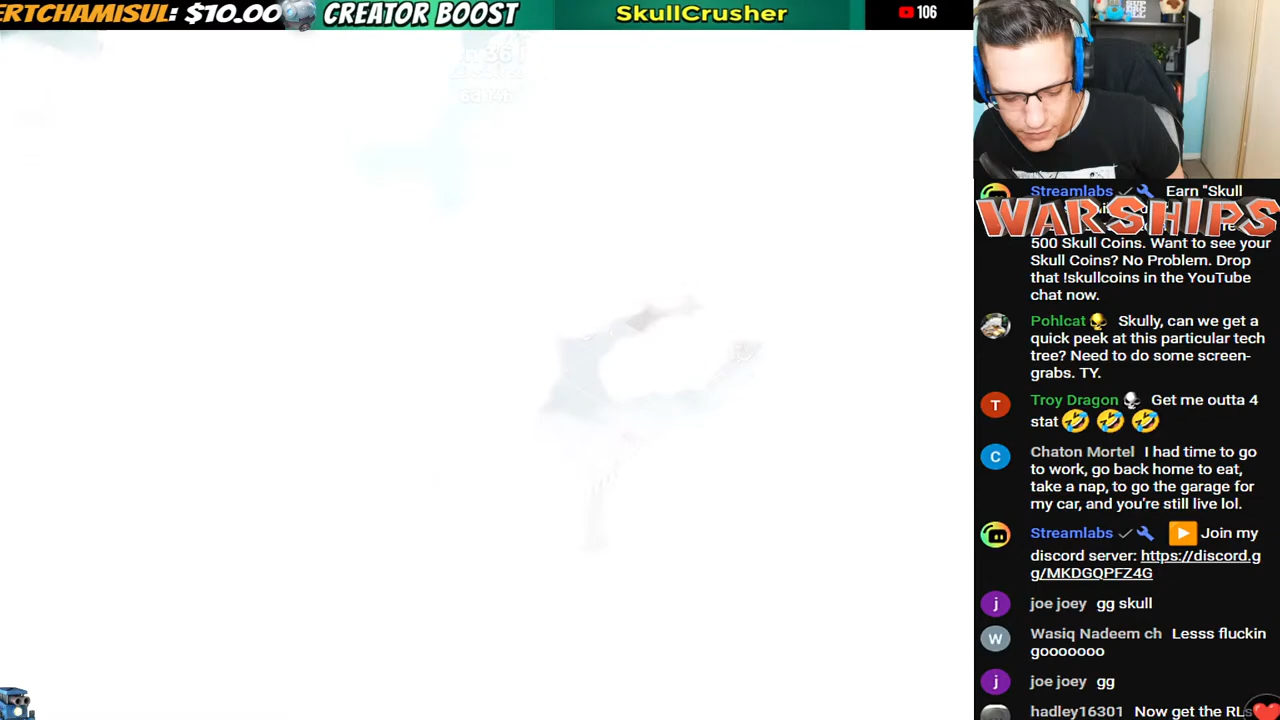 ERTCHAMISUL: $10.00
CREATOR BOOST
SkullCrusher
106
Streamlabs Earn "Skull
WARSHIPS
500 Skull Coins. Want to see your
Skull Coins? No Problem. Drop
that !skullcoins in the YouTube
chat now.
Pohlcat Skully, can we get a
quick peek at this particular tech
tree? Need to do some screen-
grabs. TY.
T
Troy Dragon Get me outta 4
stat 🤣 🤣 🤣
C
Chaton Mortel I had time to go
to work, go back home to eat,
take a nap, to go the garage for
my car, and you're still live lol.
Streamlabs ▶️ Join my
discord server: https://discord.g
g/MKDGQPFZ4G
j
joe joey gg skull
W
Wasiq Nadeem ch Lesss fluckin
gooooooo
j
joe joey gg
hadley16301 Now get the RLs